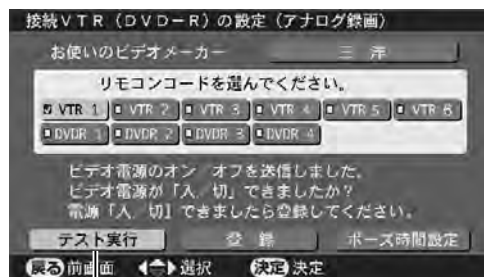 接続VTR(DVD-R)の設定(アナログ録画)
お使いのビデオメーカー 三 洋
リモコンコードを選んでください。
VTR 1 VTR 2 VTR 3 VTR 4 VTR 5 VTR 6
DVDR 1 DVDR 2 DVDR 3 DVDR 4
ビデオ電源のオン/オフを送信しました。
ビデオ電源が「入/切」できましたか?
電源「入/切」できましたら登録してください。
テスト実行 登 録 ポーズ時間設定
戻る 前画面 選択 決定 決定